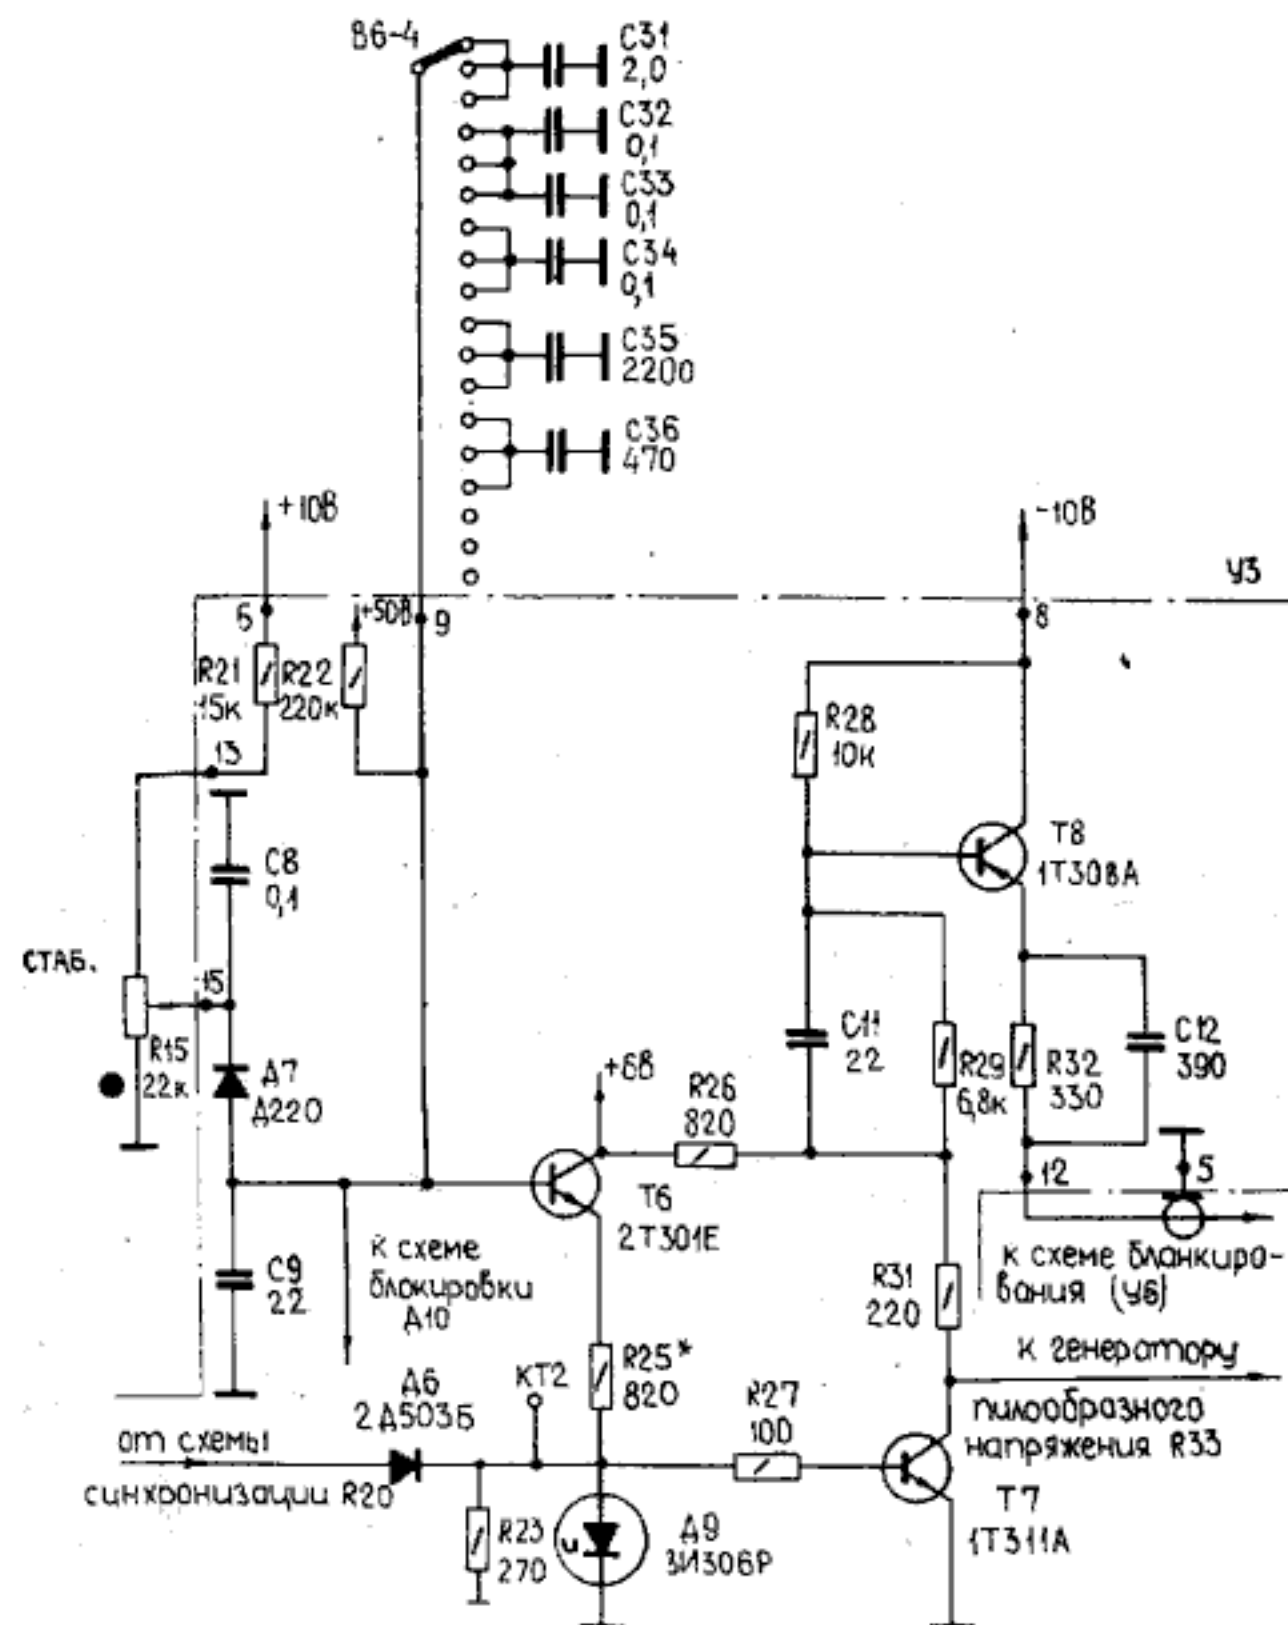 В6-4
С31
2,0
С32
0,1
С33
0,1
С34
0,1
С35
2200
С36
470
+10В
-10В
У3
6
+50В
9
8
R21
15к
R22
220к
13
R28
10к
Т8
1Т308А
С8
0,1
СТАБ.
15
R15
22к
Д7
Д220
С11
22
R29
6,8к
R32
330
С12
390
+6В
R26
820
12
5
Т6
2Т301Е
к схеме
блокировки
Д10
С9
22
к схеме бланкиро-
вания (У6)
R31
220
к генератору
пилообразного
напряжения R33
R25*
820
КТ2
Д6
2Д503Б
R27
100
от схемы
синхронизации R20
R23
270
u
Д9
3И306Р
Т7
1Т311А